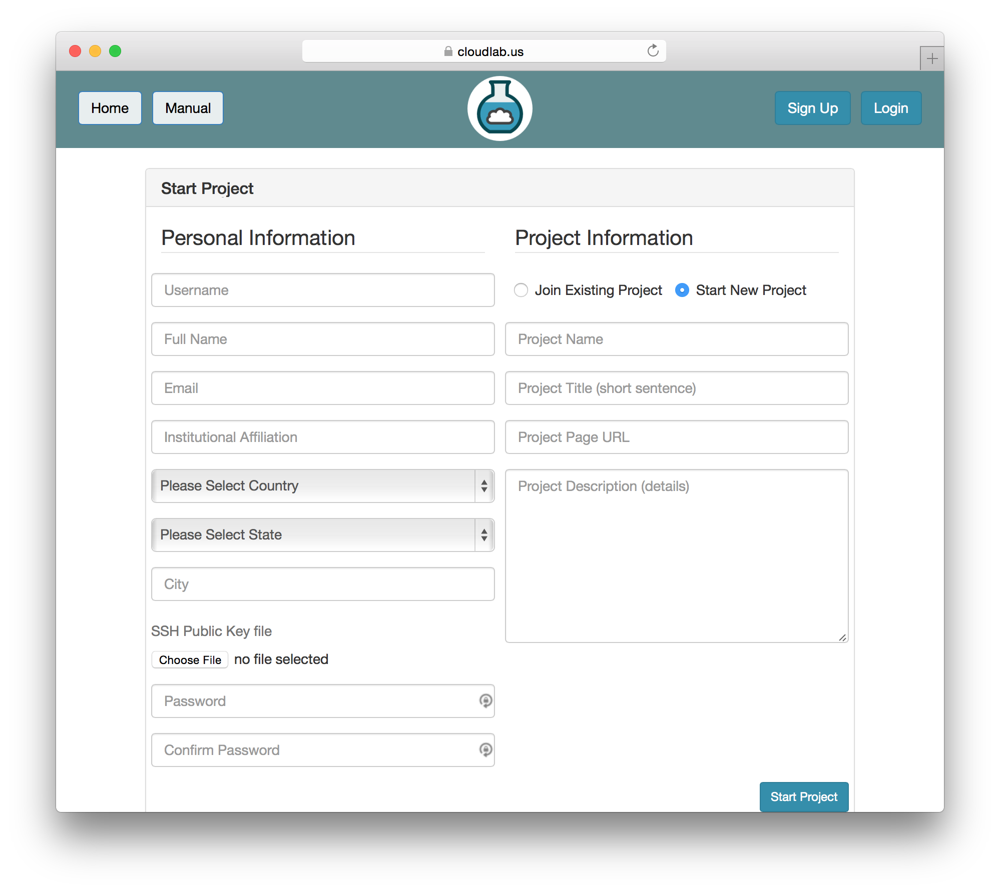 cloudlab.us
Home
Manual
Sign Up
Login
Start Project
Personal Information
Username
Full Name
Email
Institutional Affiliation
Please Select Country
Please Select State
City
SSH Public Key file
Choose File no file selected
Password
Confirm Password
Project Information
Join Existing Project
Start New Project
Project Name
Project Title (short sentence)
Project Page URL
Project Description (details)
Start Project